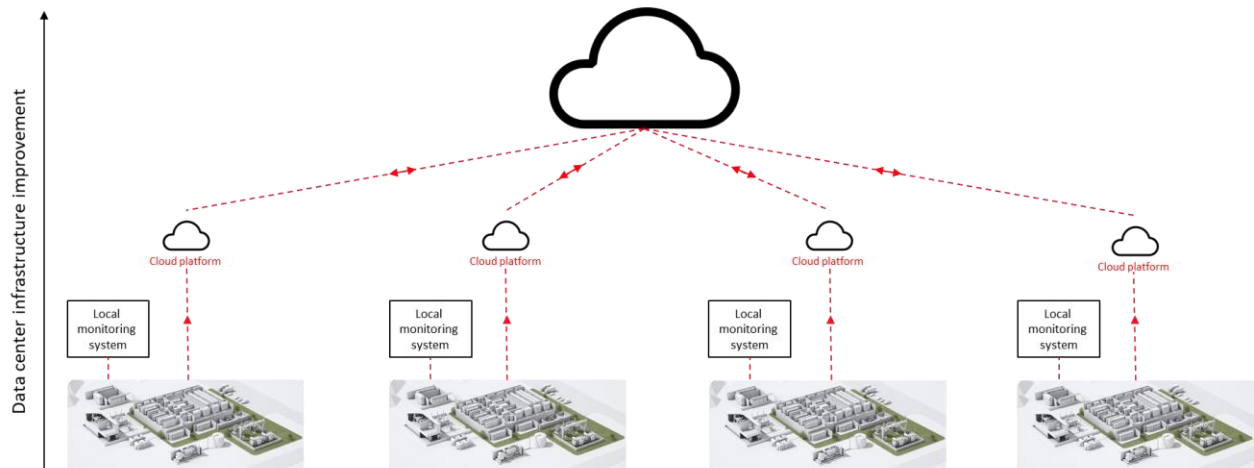 Data center infrastructure improvement
Cloud platform
Cloud platform
Cloud platform
Cloud platform
Local
monitoring
system
Local
monitoring
system
Local
monitoring
system
Local
monitoring
system